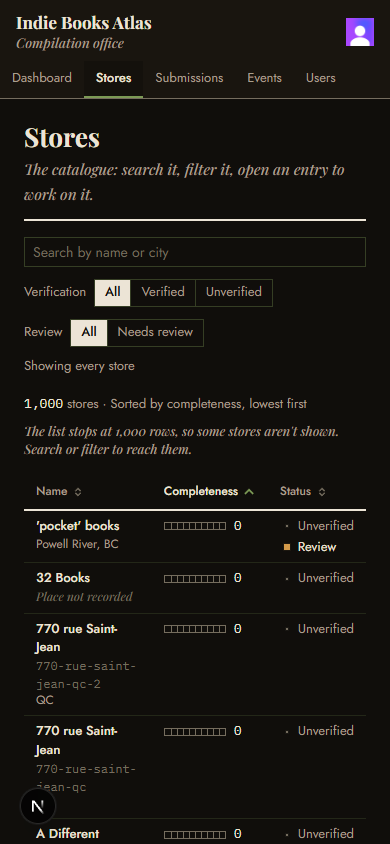 Indie Books Atlas
Compilation office
Dashboard Stores Submissions Events Users
Stores
The catalogue: search it, filter it, open an entry to
work on it.
Search by name or city
Verification All Verified Unverified
Review All Needs review
Showing every store
1,000 stores · Sorted by completeness, lowest first
The list stops at 1,000 rows, so some stores aren't shown.
Search or filter to reach them.
Name Completeness Status
'pocket' books 0 Unverified
Powell River, BC Review
32 Books 0 Unverified
Place not recorded
770 rue Saint- 0 Unverified
Jean
770-rue-saint-
jean-qc-2
QC
770 rue Saint- 0 Unverified
Jean
770-rue-saint-
jean-qc
N
A Different 0 Unverified